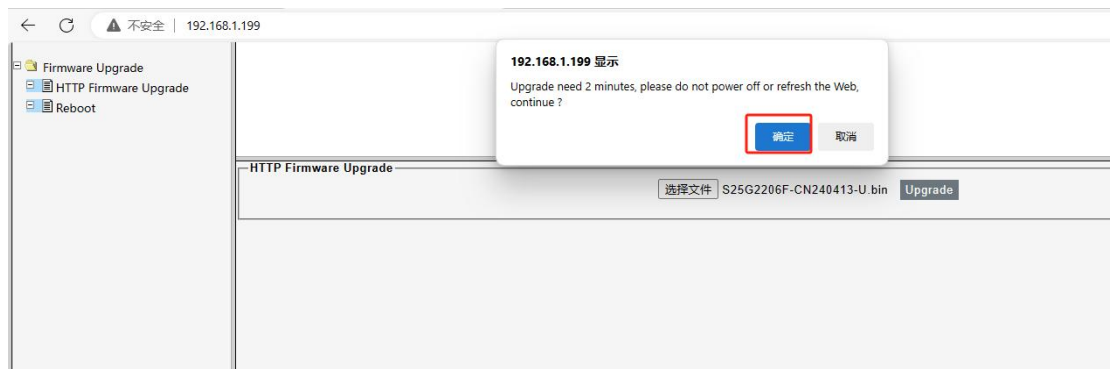 不安全 | 192.168.1.199
Firmware Upgrade
HTTP Firmware Upgrade
Reboot
192.168.1.199 显示
Upgrade need 2 minutes, please do not power off or refresh the Web,
continue ?
确定 取消
HTTP Firmware Upgrade
选择文件 S25G2206F-CN240413-U.bin Upgrade